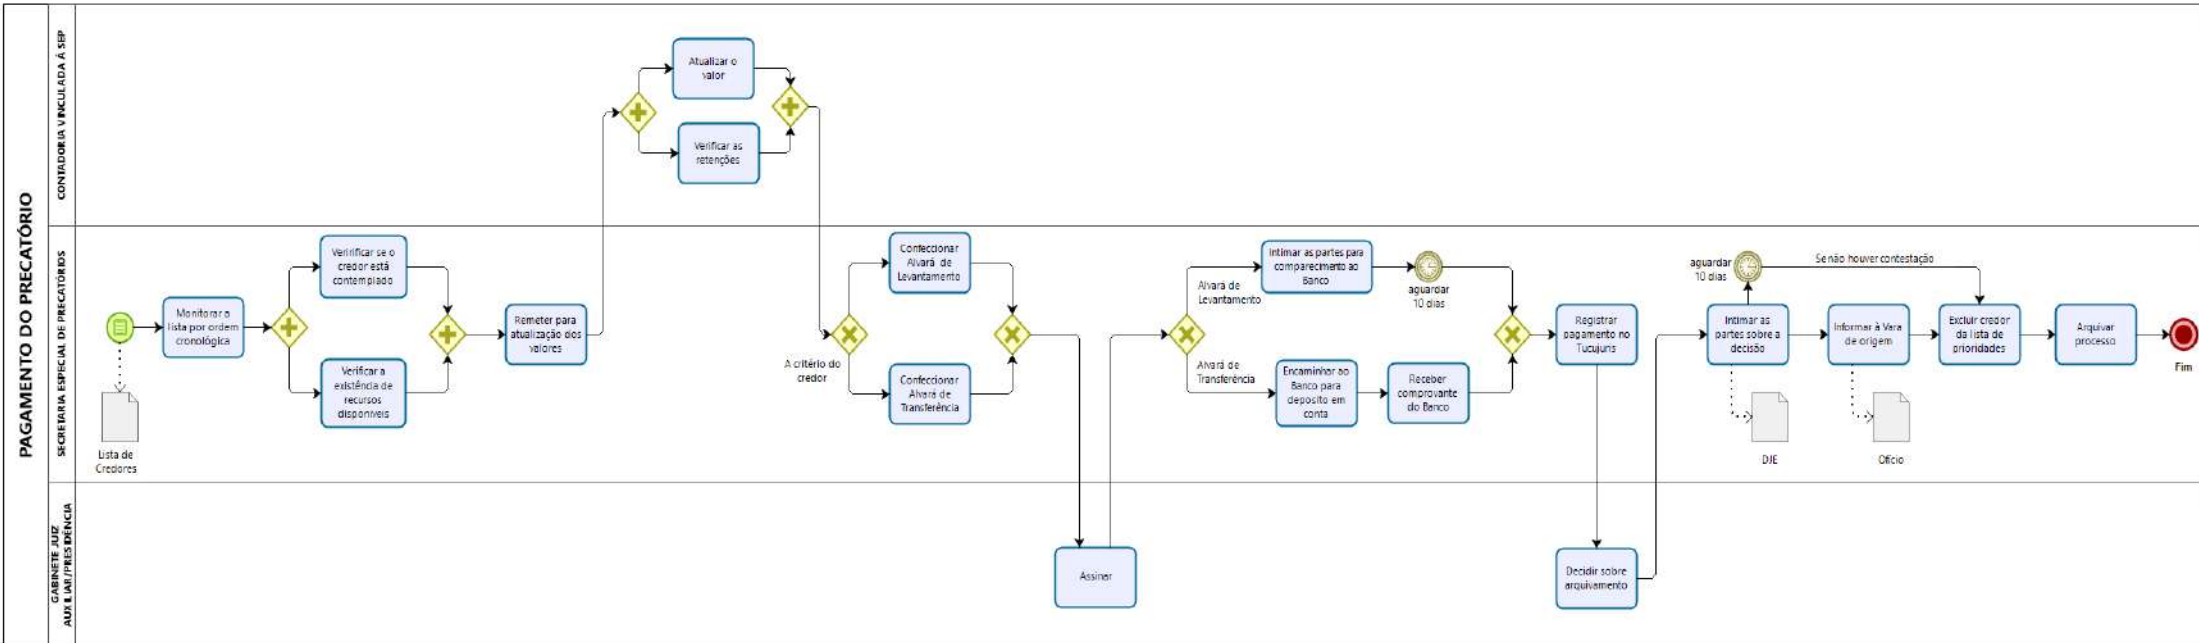 PAGAMENTO DO PRECATÓRIO
CONTADORIA VINCULADA À SEP
Atualizar o
valor
Verificar as
retenções
SECRETARIA ESPECIAL DE PRECATÓRIOS
Lista de
Credores
Monitorar a
lista por ordem
cronológica
Veririficar se o
credor está
contemplado
Verificar a
existência de
recursos
disponíveis
Remeter para
atualização dos
valores
A critério do
credor
Confeccionar
Alvará de
Levantamento
Confeccionar
Alvará de
Transferência
Alvará de
Levantamento
Intimar as partes para
comparecimento ao
Banco
aguardar
10 dias
Alvará de
Transferência
Encaminhar ao
Banco para
deposito em
conta
Receber
comprovante
do Banco
Registrar
pagamento no
Tucujuris
aguardar
10 dias
Se não houver contestação
Intimar as
partes sobre a
decisão
DJE
Informar à Vara
de origem
Ofício
Excluir credor
da lista de
prioridades
Arquivar
processo
Fim
GABINETE JUIZ
AUXILIAR/PRESIDÊNCIA
Assinar
Decidir sobre
arquivamento